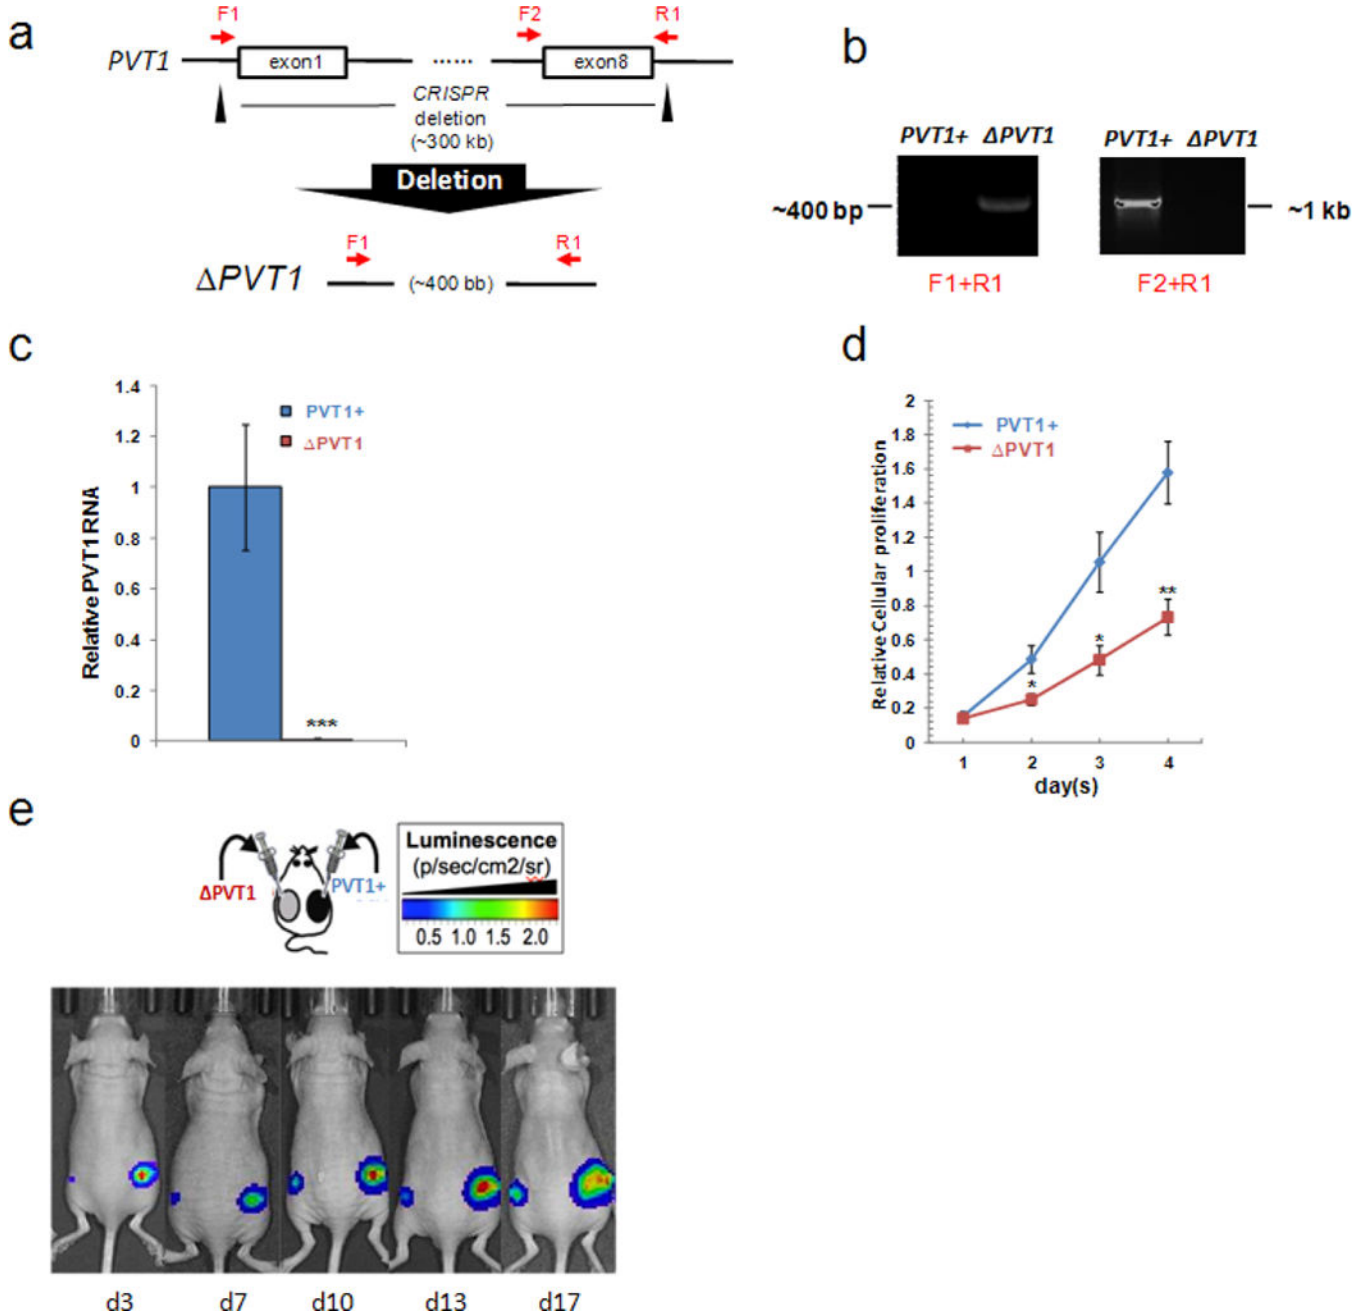 a
F1
F2
R1
PVT1
exon1
......
exon8
CRISPR
deletion
(~300 kb)
Deletion
F1
R1
ΔPVT1
(~400 bb)
b
PVT1+ ΔPVT1
PVT1+ ΔPVT1
~400 bp
~1 kb
F1+R1
F2+R1
c
1.4
1.2
1
0.8
0.6
0.4
0.2
0
Relative PVT1 RNA
PVT1+
ΔPVT1
***
d
2
1.8
1.6
1.4
1.2
1
0.8
0.6
0.4
0.2
0
Relative Cellular proliferation
PVT1+
ΔPVT1
*
*
**
1 2 3 4
day(s)
e
ΔPVT1
PVT1+
Luminescence
(p/sec/cm2/sr)
0.5 1.0 1.5 2.0
d3 d7 d10 d13 d17